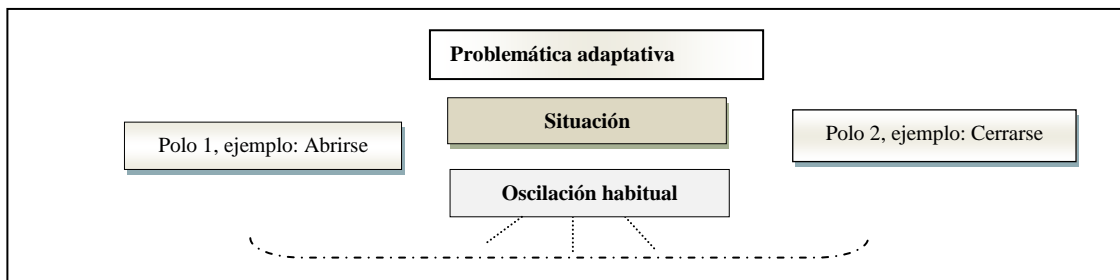 Problemática adaptativa
Situación
Polo 1, ejemplo: Abrirse
Polo 2, ejemplo: Cerrarse
Oscilación habitual